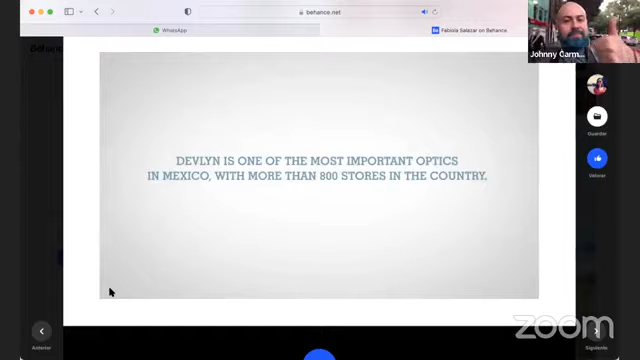 behance.net
WhatsApp
Fabiola Salazar on Behance
Johnny Carm...
DEVLYN IS ONE OF THE MOST IMPORTANT OPTICS
IN MEXICO, WITH MORE THAN 800 STORES IN THE COUNTRY.
Guardar
Valorar
Anterior
Siguiente
zoom